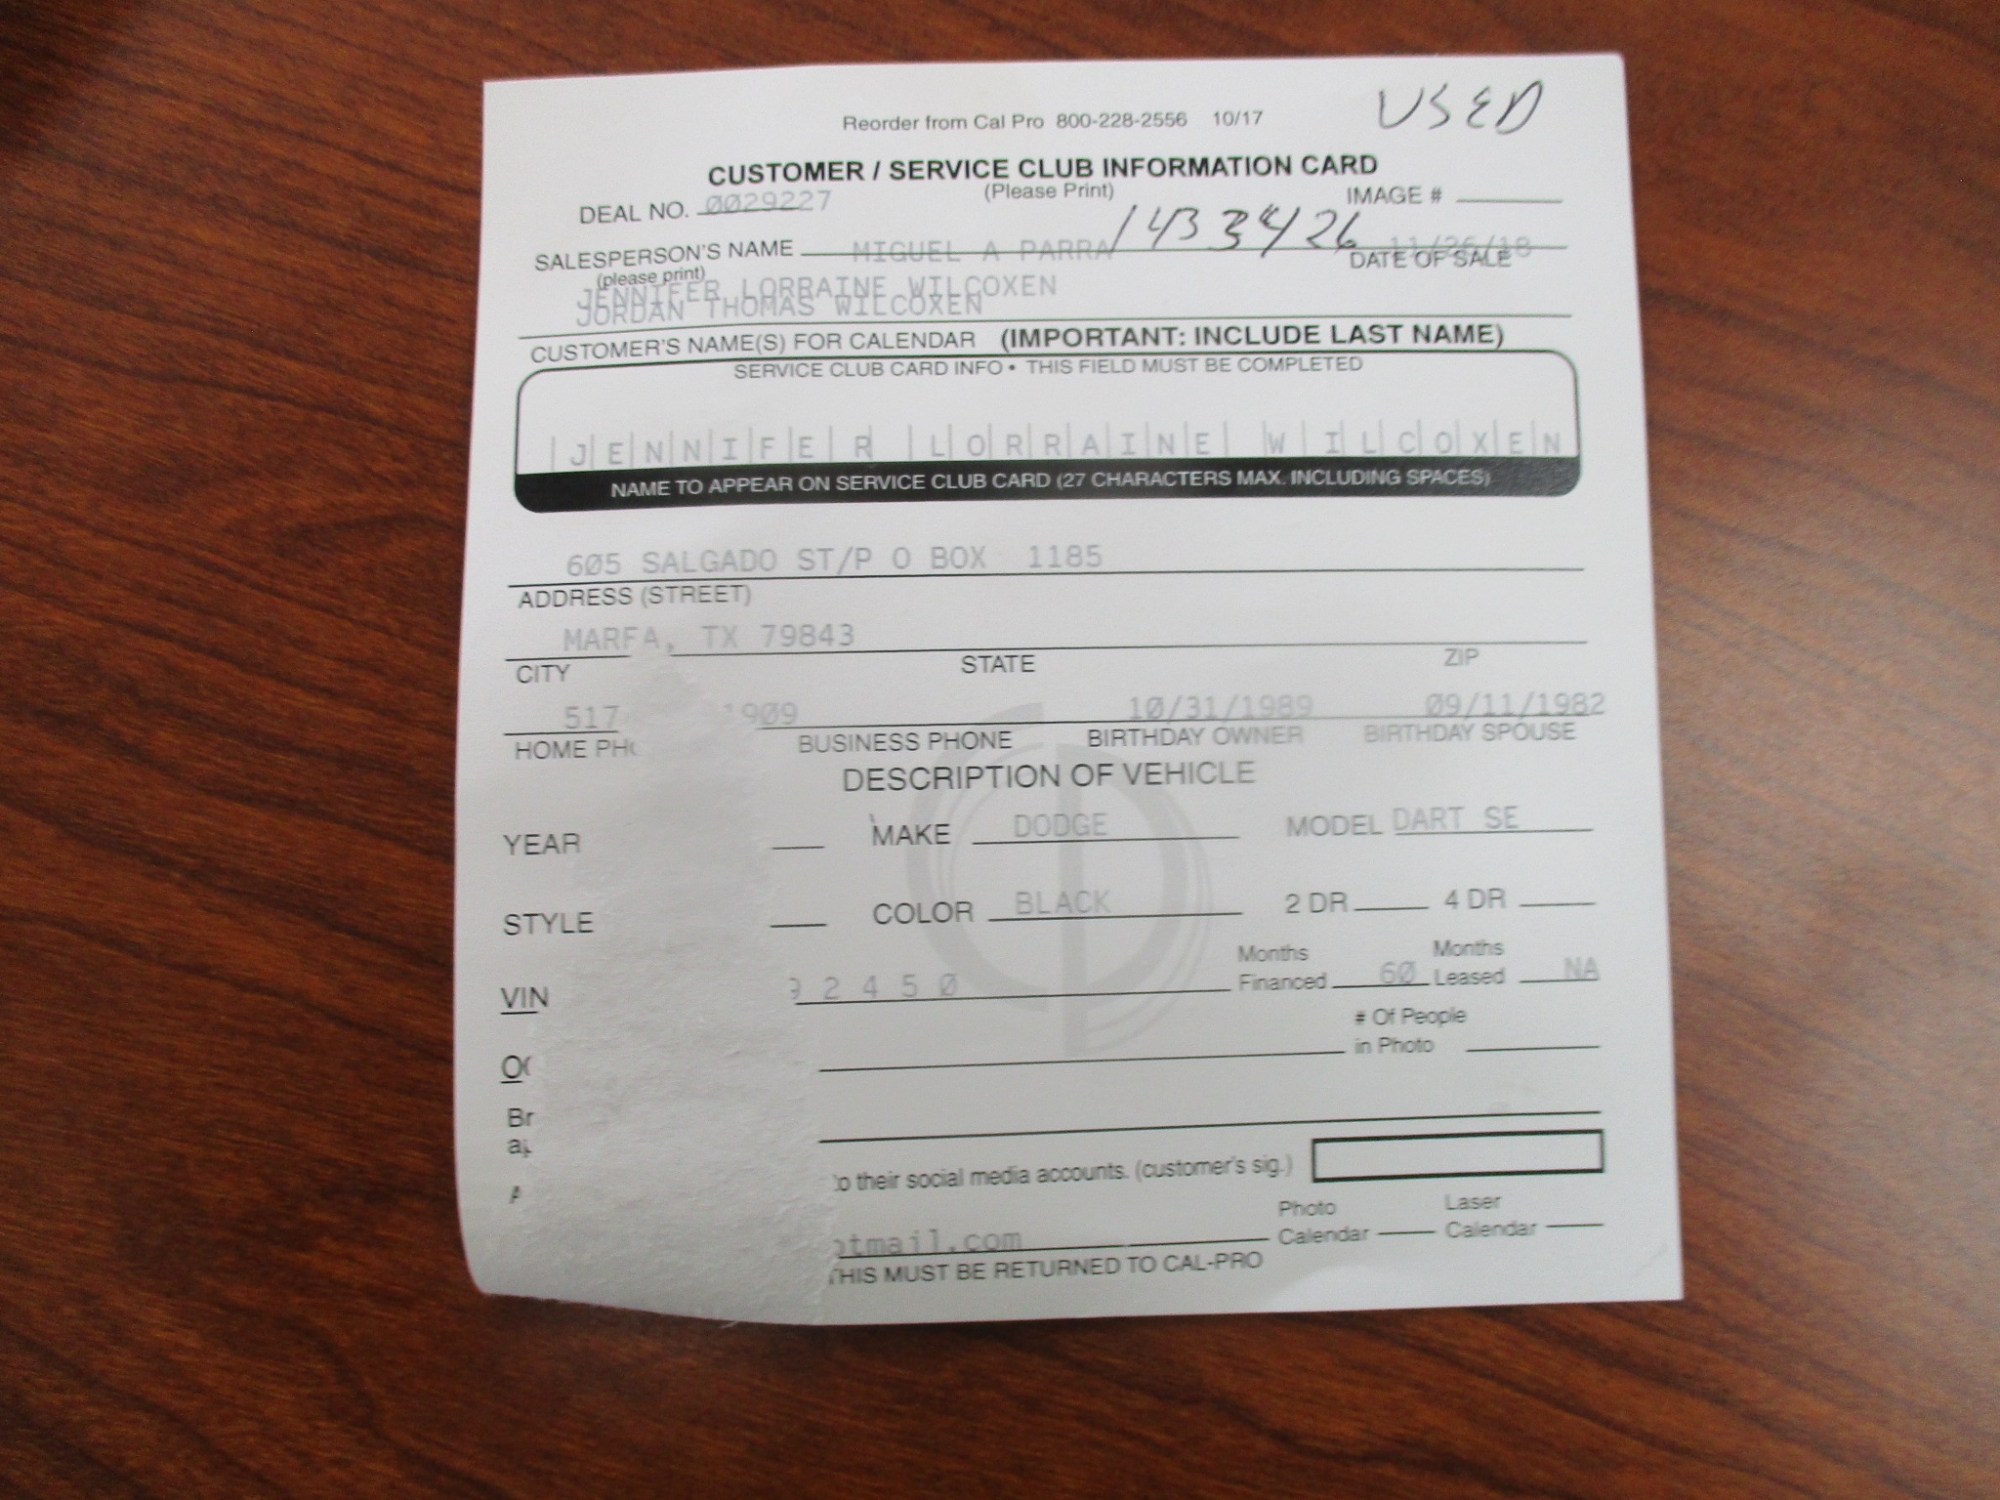 Reorder from Cal Pro 800-228-2556 10/17
USED
CUSTOMER / SERVICE CLUB INFORMATION CARD
(Please Print)
DEAL NO. 0029227
IMAGE #
1433426
SALESPERSON'S NAME MIGUEL A PARRA
(please print)
11/26/18
DATE OF SALE
JENNIFER LORRAINE WILCOXEN
JORDAN THOMAS WILCOXEN
CUSTOMER'S NAME(S) FOR CALENDAR (IMPORTANT: INCLUDE LAST NAME)
SERVICE CLUB CARD INFO • THIS FIELD MUST BE COMPLETED
JENNIFER LORRAINE WILCOXEN
NAME TO APPEAR ON SERVICE CLUB CARD (27 CHARACTERS MAX. INCLUDING SPACES)
605 SALGADO ST/P O BOX 1185
ADDRESS (STREET)
MARFA, TX 79843
CITY STATE ZIP
517 1909 10/31/1989 09/11/1982
HOME BUSINESS PHONE BIRTHDAY OWNER BIRTHDAY SPOUSE
DESCRIPTION OF VEHICLE
YEAR MAKE DODGE MODEL DART SE
STYLE COLOR BLACK 2 DR 4 DR
VIN 92450 Months Financed 60 Months Leased NA
# Of People
in Photo
their social media accounts. (customer's sig.)
Photo Laser
Calendar Calendar
otmail.com
THIS MUST BE RETURNED TO CAL-PRO